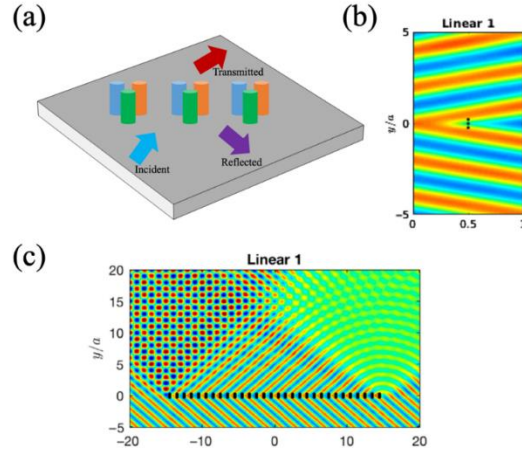 (a)
Transmitted
Incident
Reflected
(b)
Linear 1
y/a
5
0
-5
0
0.5
1
(c)
Linear 1
y/a
20
15
10
5
0
-5
-20
-10
0
10
20